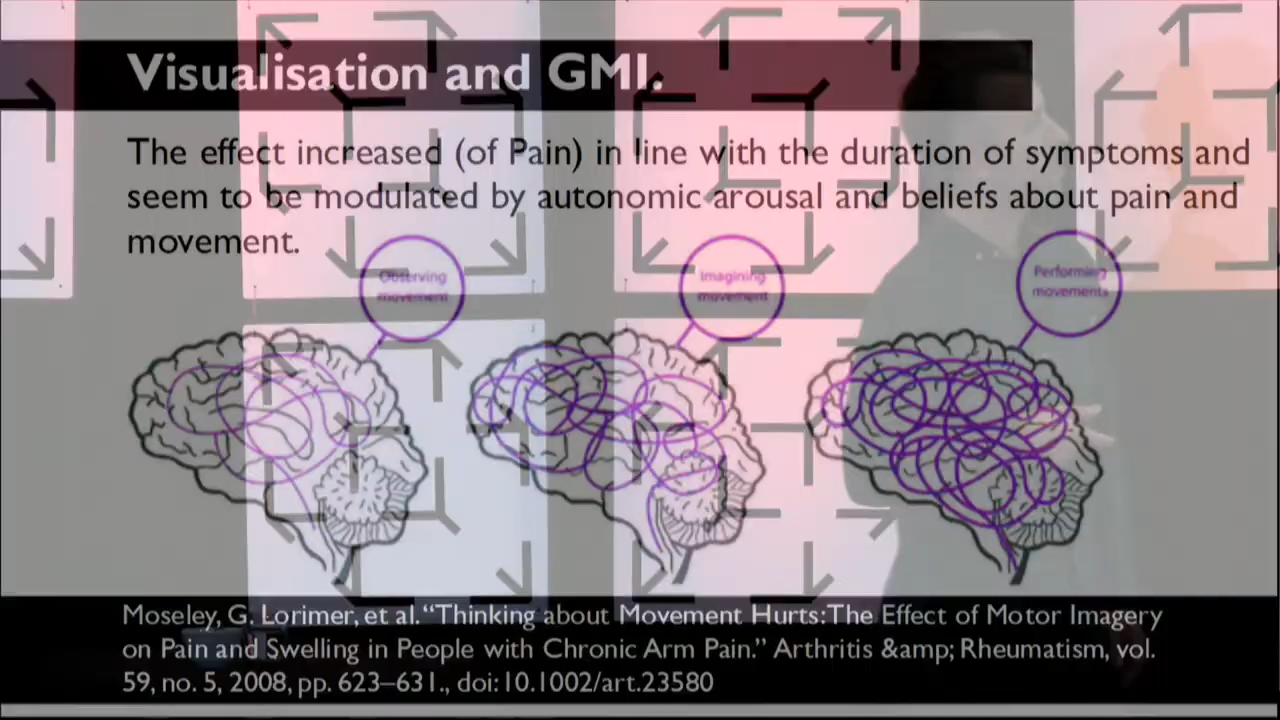 Visualisation and GMI.
The effect increased (of Pain) in line with the duration of symptoms and
seem to be modulated by autonomic arousal and beliefs about pain and
movement.
Observing
movement
Imagining
movement
Performing
movements
Moseley, G. Lorimer, et al. “Thinking about Movement Hurts:The Effect of Motor Imagery
on Pain and Swelling in People with Chronic Arm Pain.” Arthritis &amp; Rheumatism, vol.
59, no. 5, 2008, pp. 623–631., doi:10.1002/art.23580